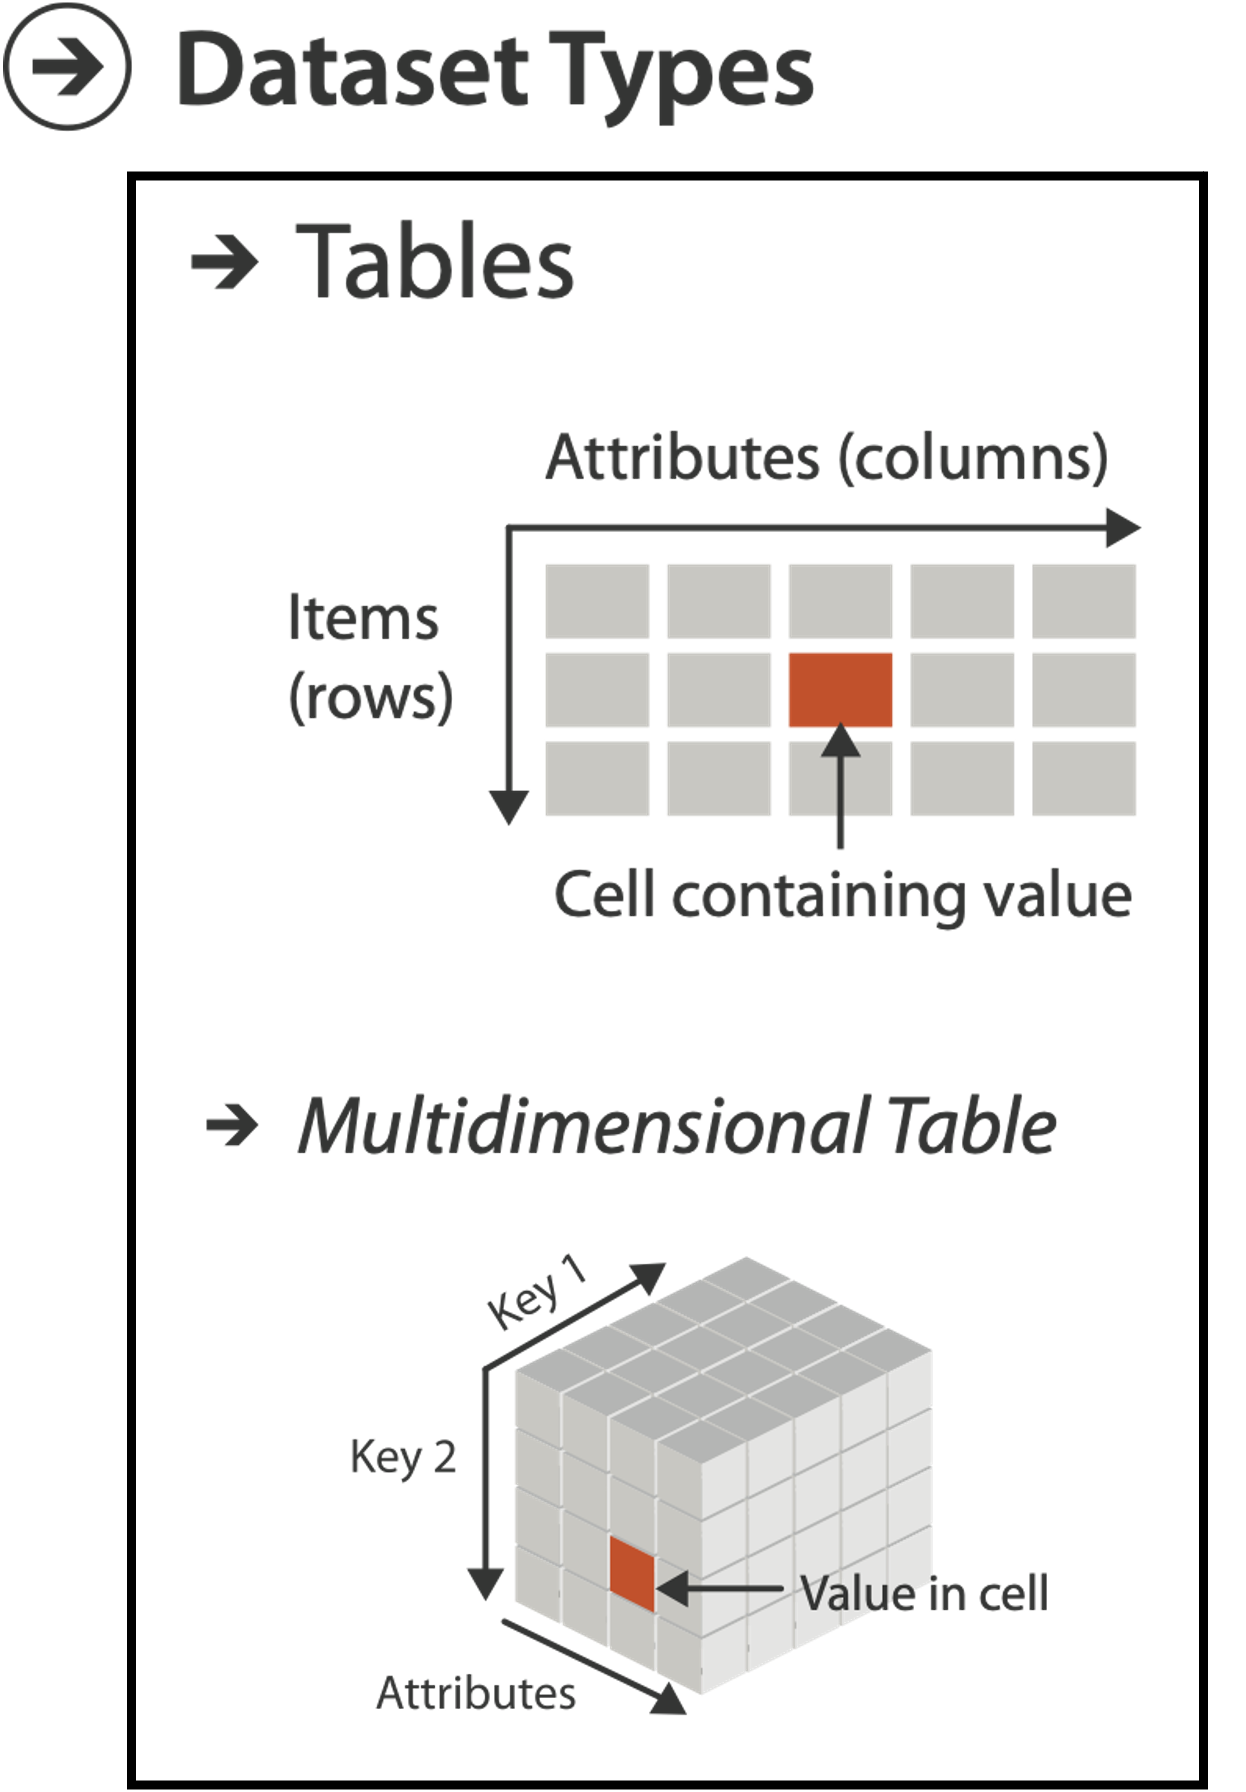 Dataset Types
Tables
Attributes (columns)
Items
(rows)
Cell containing value
Multidimensional Table
Key 1
Key 2
Value in cell
Attributes